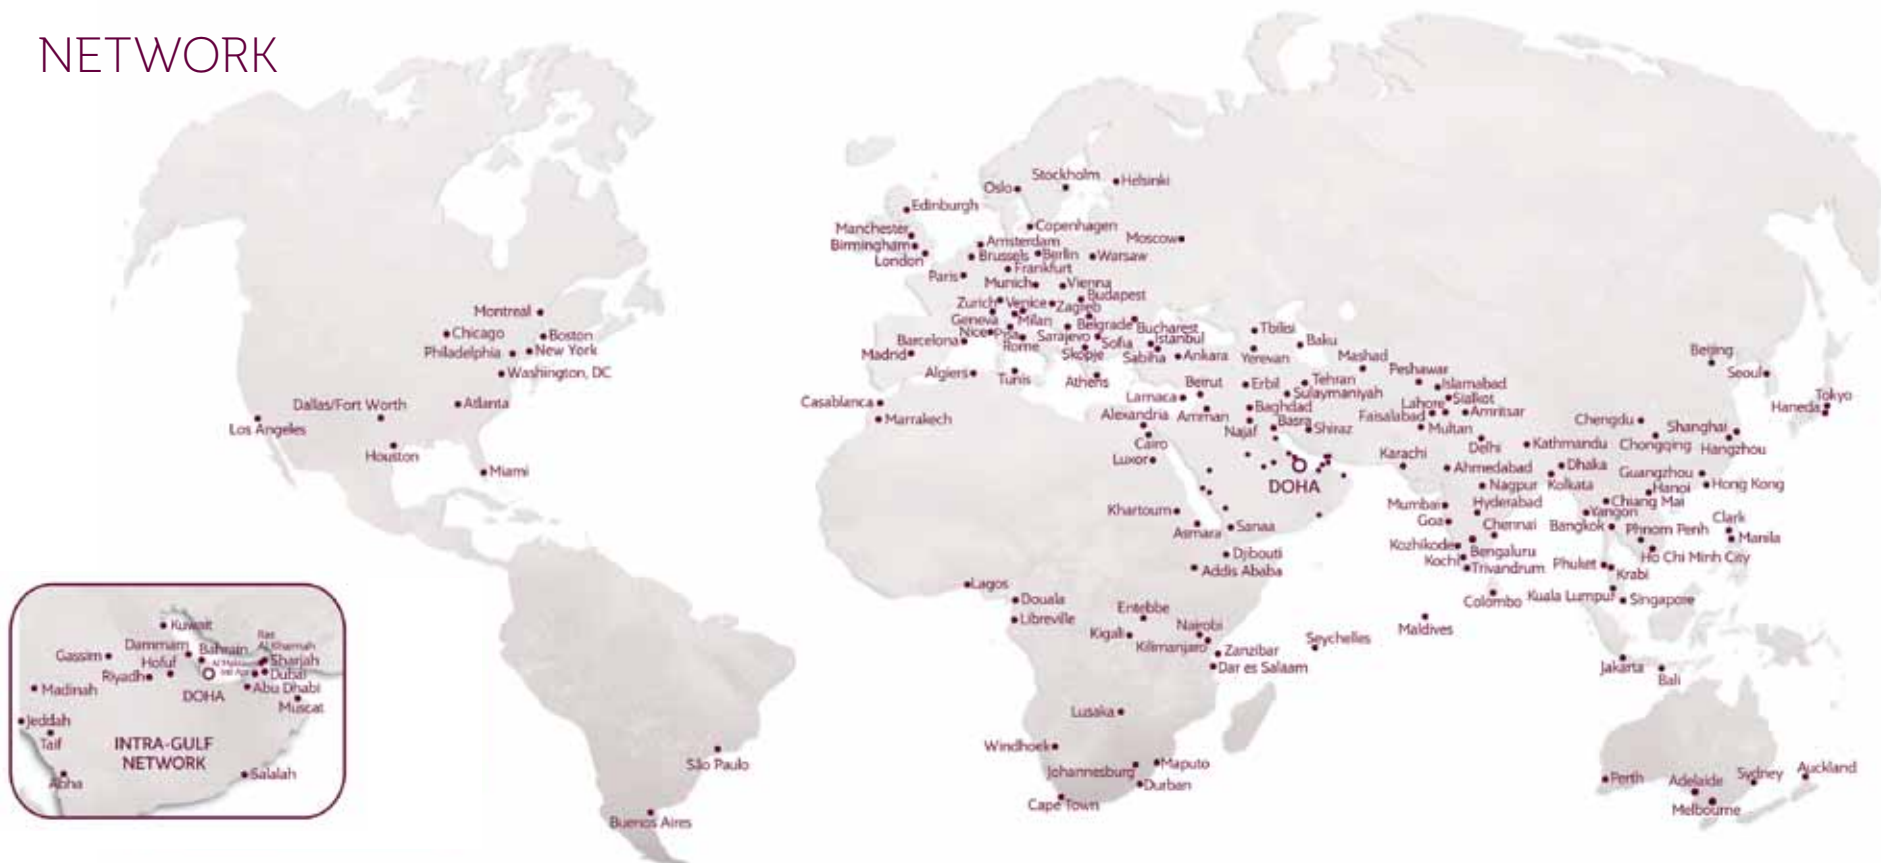 NETWORK
Montreal
Chicago
Boston
Philadelphia
New York
Washington, DC
Dallas/Fort Worth
Atlanta
Los Angeles
Houston
Miami
São Paulo
Buenos Aires
Oslo
Stockholm
Helsinki
Edinburgh
Manchester
Copenhagen
Birmingham
Amsterdam
Moscow
London
Brussels
Berlin
Warsaw
Paris
Frankfurt
Munich
Vienna
Zurich
Venice
Zagreb
Budapest
Geneva
Milan
Belgrade
Bucharest
Nice
Pisa
Rome
Sarajevo
Sofia
Istanbul
Barcelona
Madrid
Skopje
Sabiha
Ankara
Tbilisi
Baku
Yerevan
Algiers
Tunis
Athens
Casablanca
Marrakech
Larnaca
Beirut
Erbil
Tehran
Mashad
Sulaymaniyah
Alexandria
Amman
Baghdad
Basra
Shiraz
Najaf
Cairo
Luxor
DOHA
Khartoum
Asmara
Sanaa
Djibouti
Addis Ababa
Lagos
Douala
Libreville
Entebbe
Kigali
Nairobi
Kilimanjaro
Zanzibar
Dar es Salaam
Seychelles
Lusaka
Windhoek
Johannesburg
Maputo
Durban
Cape Town
Peshawar
Islamabad
Lahore
Sialkot
Faisalabad
Amritsar
Multan
Karachi
Delhi
Kathmandu
Ahmedabad
Dhaka
Nagpur
Kolkata
Mumbai
Hyderabad
Goa
Chennai
Kozhikode
Bengaluru
Kochi
Trivandrum
Colombo
Maldives
Beijing
Seoul
Tokyo
Haneda
Chengdu
Shanghai
Chongqing
Hangzhou
Guangzhou
Hanoi
Hong Kong
Chiang Mai
Yangon
Bangkok
Phnom Penh
Clark
Manila
Ho Chi Minh City
Phuket
Krabi
Kuala Lumpur
Singapore
Jakarta
Bali
Perth
Adelaide
Sydney
Auckland
Melbourne
Kuwait
Dammam
Bahrain
Ras
Al Khaimah
Gassim
Hofuf
Sharjah
Riyadh
Dubai
DOHA
Abu Dhabi
Madinah
Muscat
Jeddah
Taif
INTRA-GULF
NETWORK
Abha
Salalah